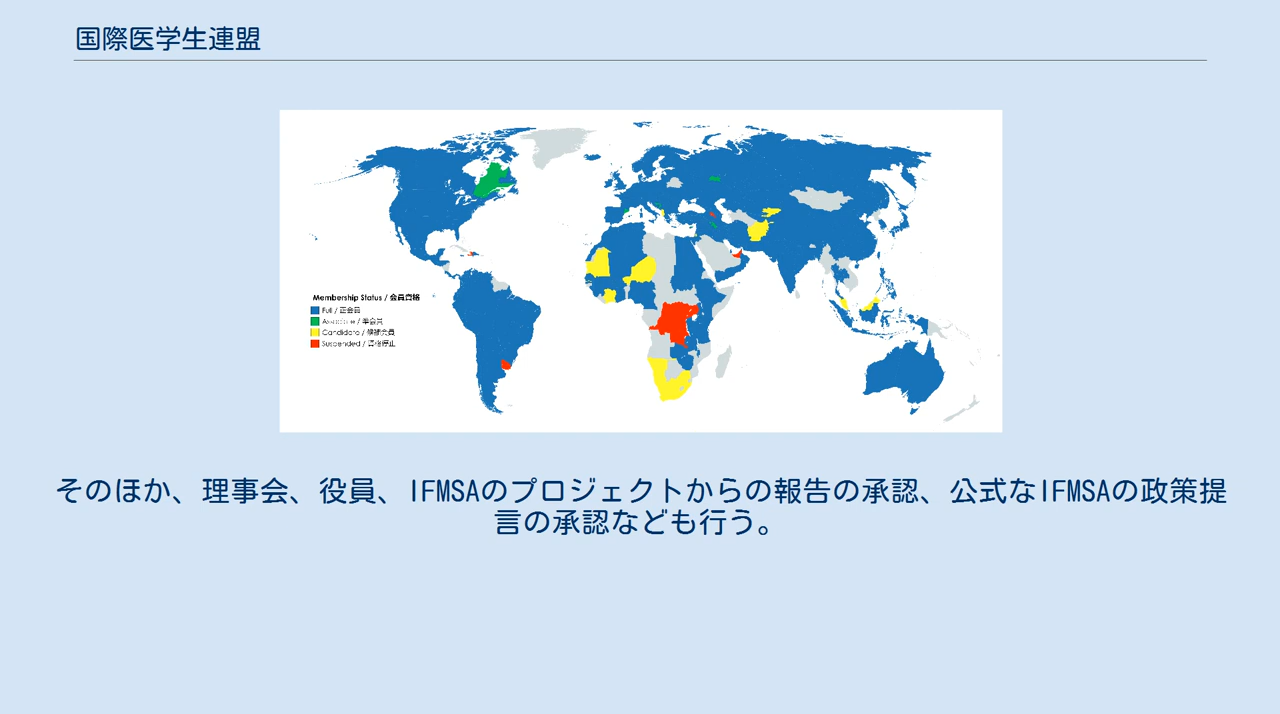 国際医学生連盟
Membership Status / 会員資格
Full / 正会員
Associate / 準会員
Candidate / 候補会員
Suspended / 資格停止
そのほか、理事会、役員、IFMSAのプロジェクトからの報告の承認、公式なIFMSAの政策提
言の承認なども行う。